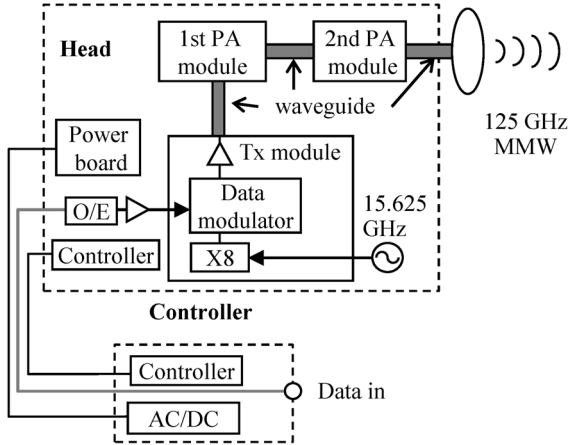 Head
1st PA
module
2nd PA
module
waveguide
125 GHz
MMW
Power
board
Tx module
O/E
Data
modulator
15.625
GHz
Controller
X8
Controller
Controller
Data in
AC/DC